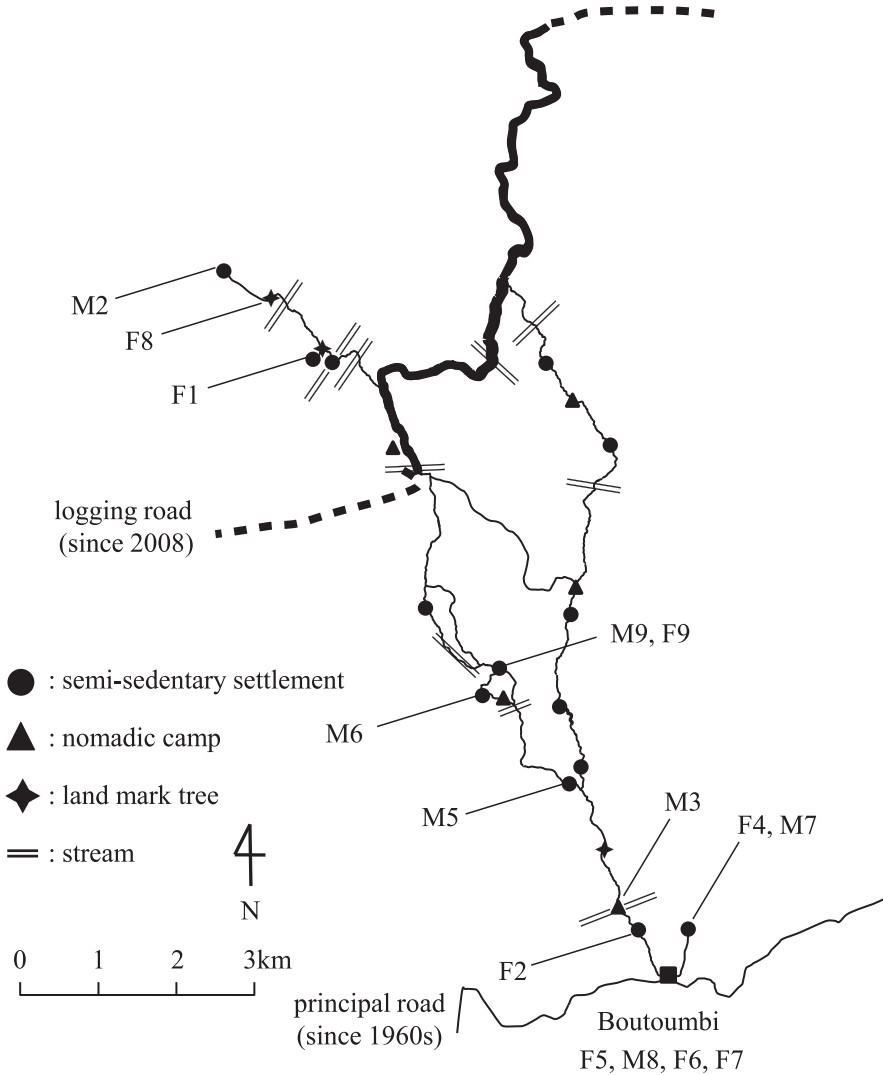 M2
F8
F1
logging road
(since 2008)
M9, F9
: semi-sedentary settlement
M6
: nomadic camp
: land mark tree
M5
M3
F4, M7
: stream
N
0 1 2 3km
F2
principal road
(since 1960s)
Boutoumbi
F5, M8, F6, F7